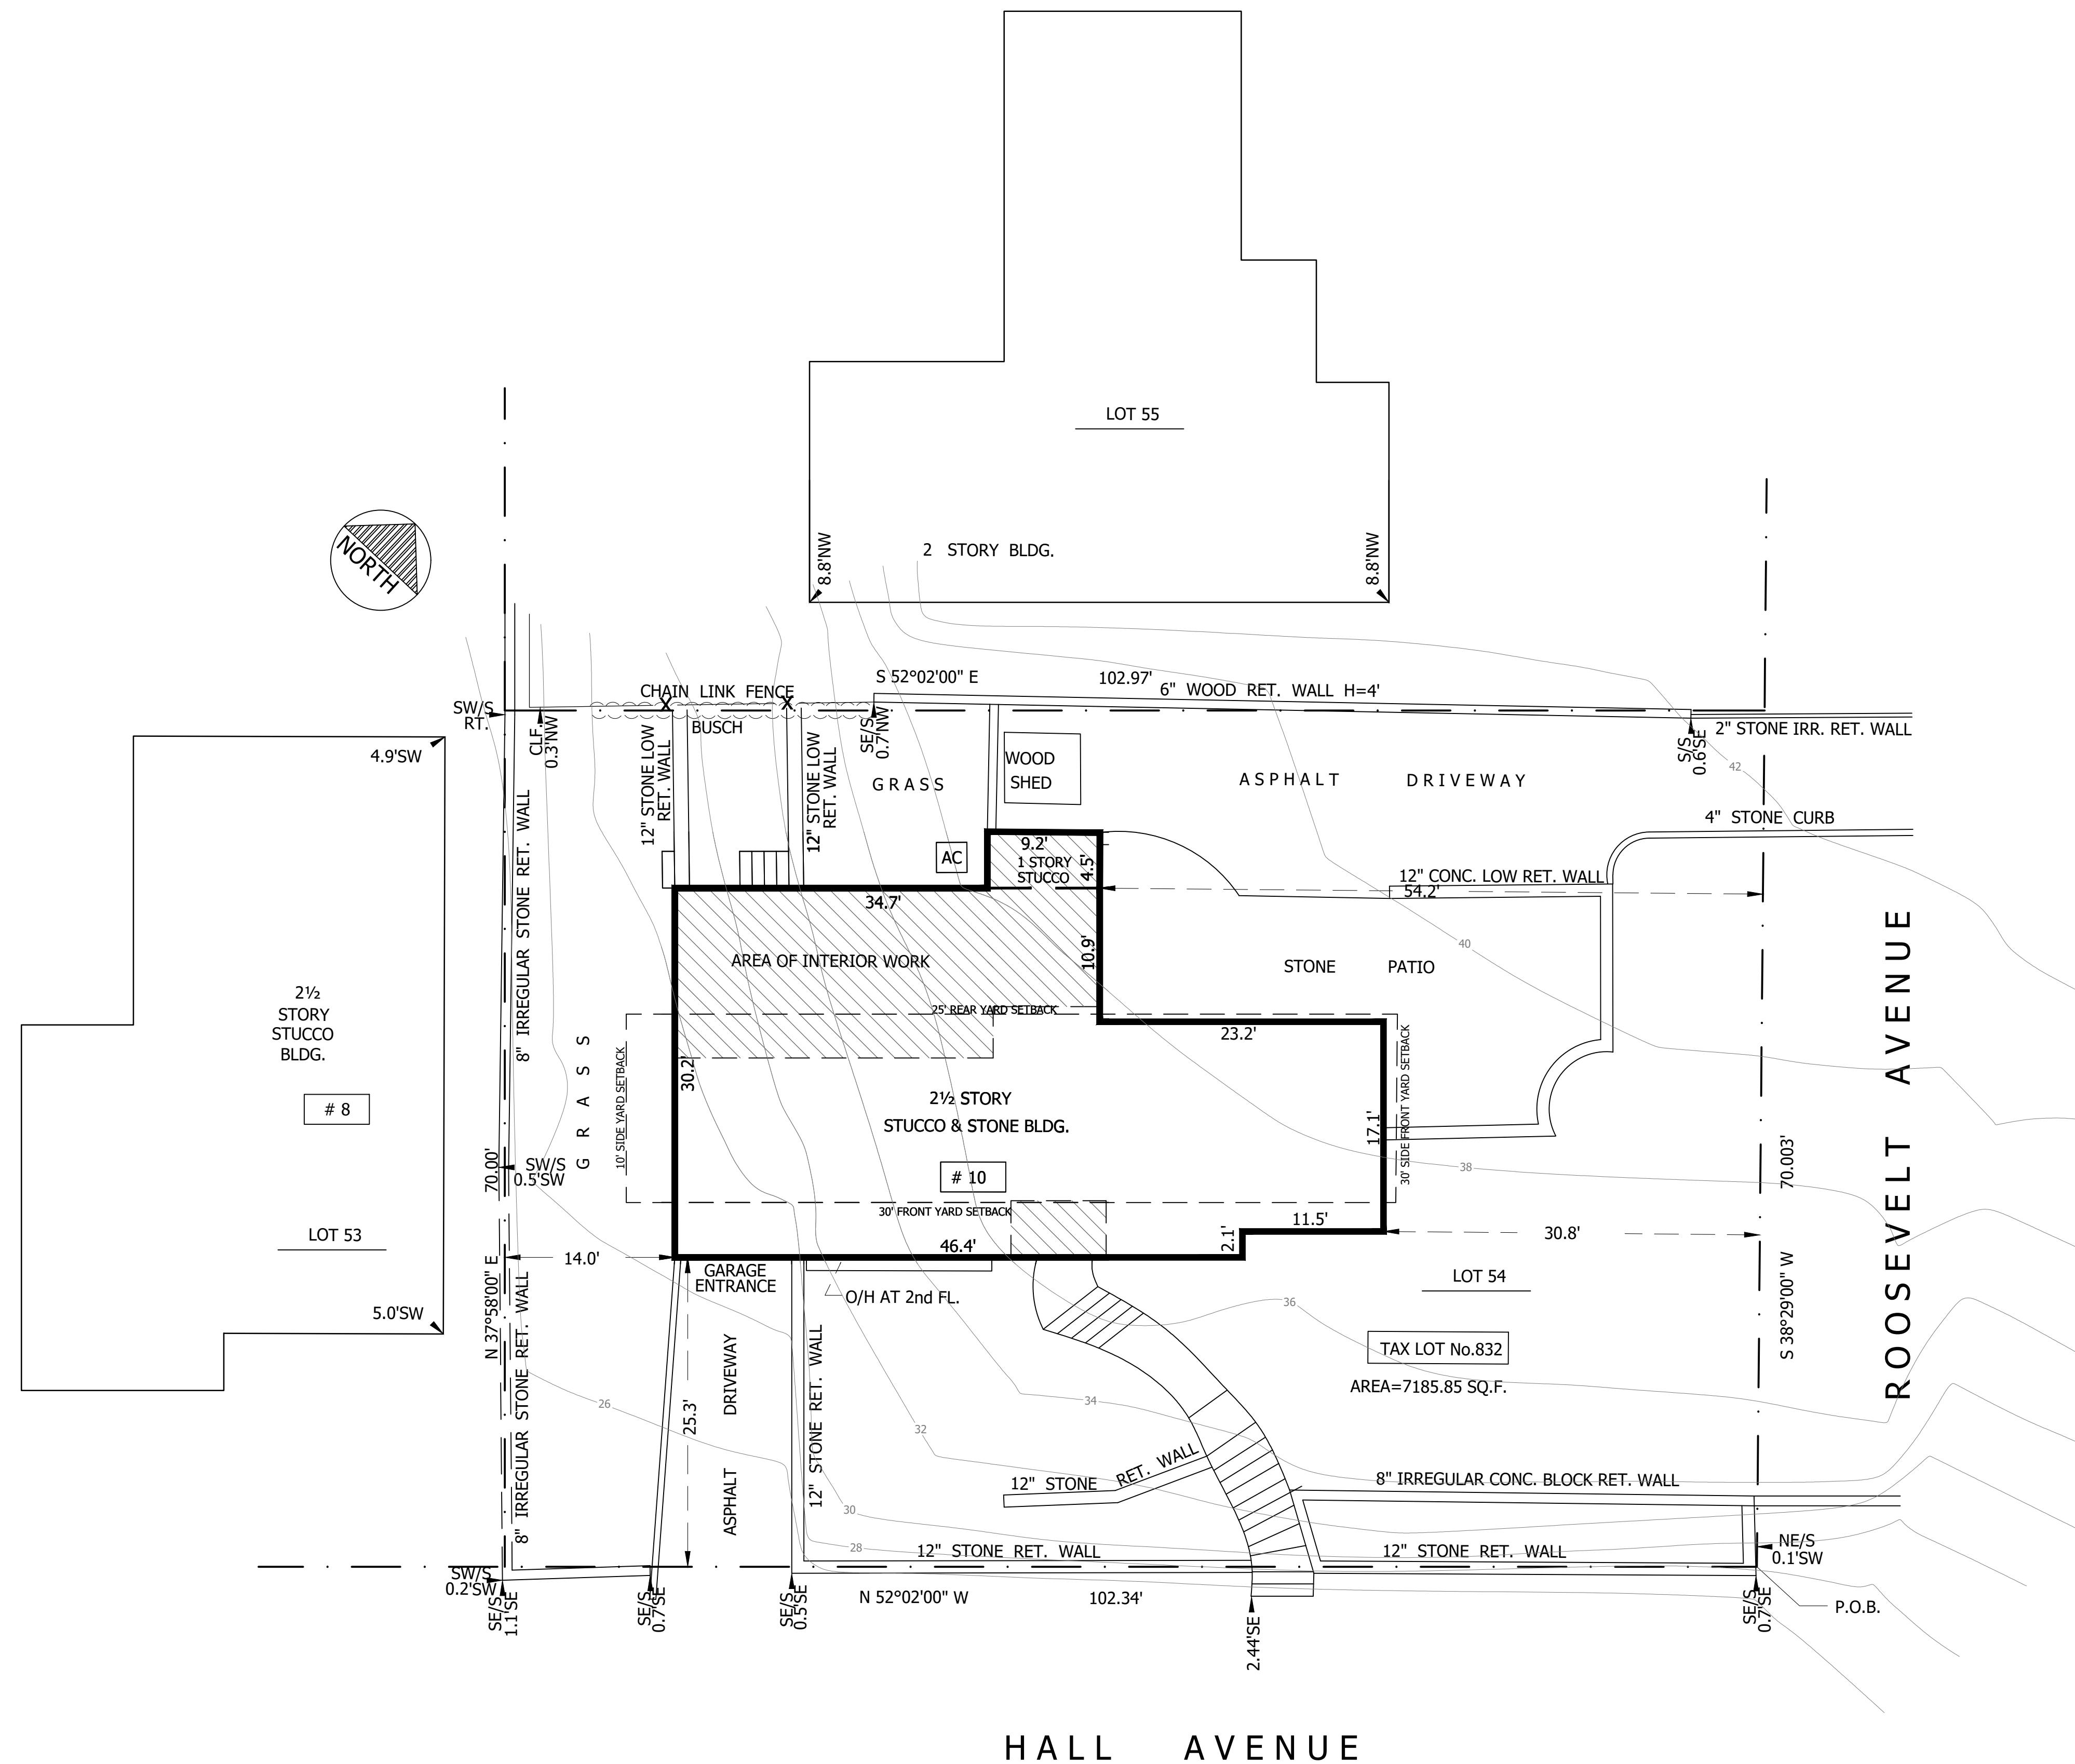 LOT 55
2 STORY BLDG.
8.8'NW
8.8'NW
NORTH
S 52°02'00" E
102.97'
6" WOOD RET. WALL H=4'
CHAIN LINK FENCE
X
X
BUSCH
SW/S
RT.
CLF.
0.3'NW
SE/S
0.7'NW
S/S
0.6'SE
2" STONE IRR. RET. WALL
42
4" STONE CURB
12" STONE LOW
RET. WALL
12" STONE LOW
RET. WALL
GRASS
WOOD
SHED
ASPHALT DRIVEWAY
4.9'SW
8" IRREGULAR STONE RET. WALL
AC
9.2'
1 STORY
STUCCO
4.5'
12" CONC. LOW RET. WALL
54.2'
34.7'
AREA OF INTERIOR WORK
10.9'
40
STONE PATIO
25' REAR YARD SETBACK
23.2'
2½
STORY
STUCCO
BLDG.
# 8
GRASS
10' SIDE YARD SETBACK
30.2'
2½ STORY
STUCCO & STONE BLDG.
# 10
17.1'
30' SIDE FRONT YARD SETBACK
38
70.003'
ROOSEVELT AVENUE
70.00'
SW/S
0.5'SW
30' FRONT YARD SETBACK
LOT 53
14.0'
46.4'
2.1'
11.5'
30.8'
N 37°58'00" E
S 38°29'00" W
GARAGE
ENTRANCE
O/H AT 2nd FL.
LOT 54
36
5.0'SW
8" IRREGULAR STONE RET. WALL
TAX LOT No.832
AREA=7185.85 SQ.F.
26
25.3'
ASPHALT DRIVEWAY
12" STONE RET. WALL
34
32
12" STONE RET. WALL
8" IRREGULAR CONC. BLOCK RET. WALL
30
28
12" STONE RET. WALL
12" STONE RET. WALL
NE/S
0.1'SW
SW/S
0.2'SW
SE/S
1.1'SE
SE/S
0.7'SE
SE/S
0.5'SE
N 52°02'00" W
102.34'
2.44'SE
SE/S
0.7'SE
P.O.B.
HALL AVENUE